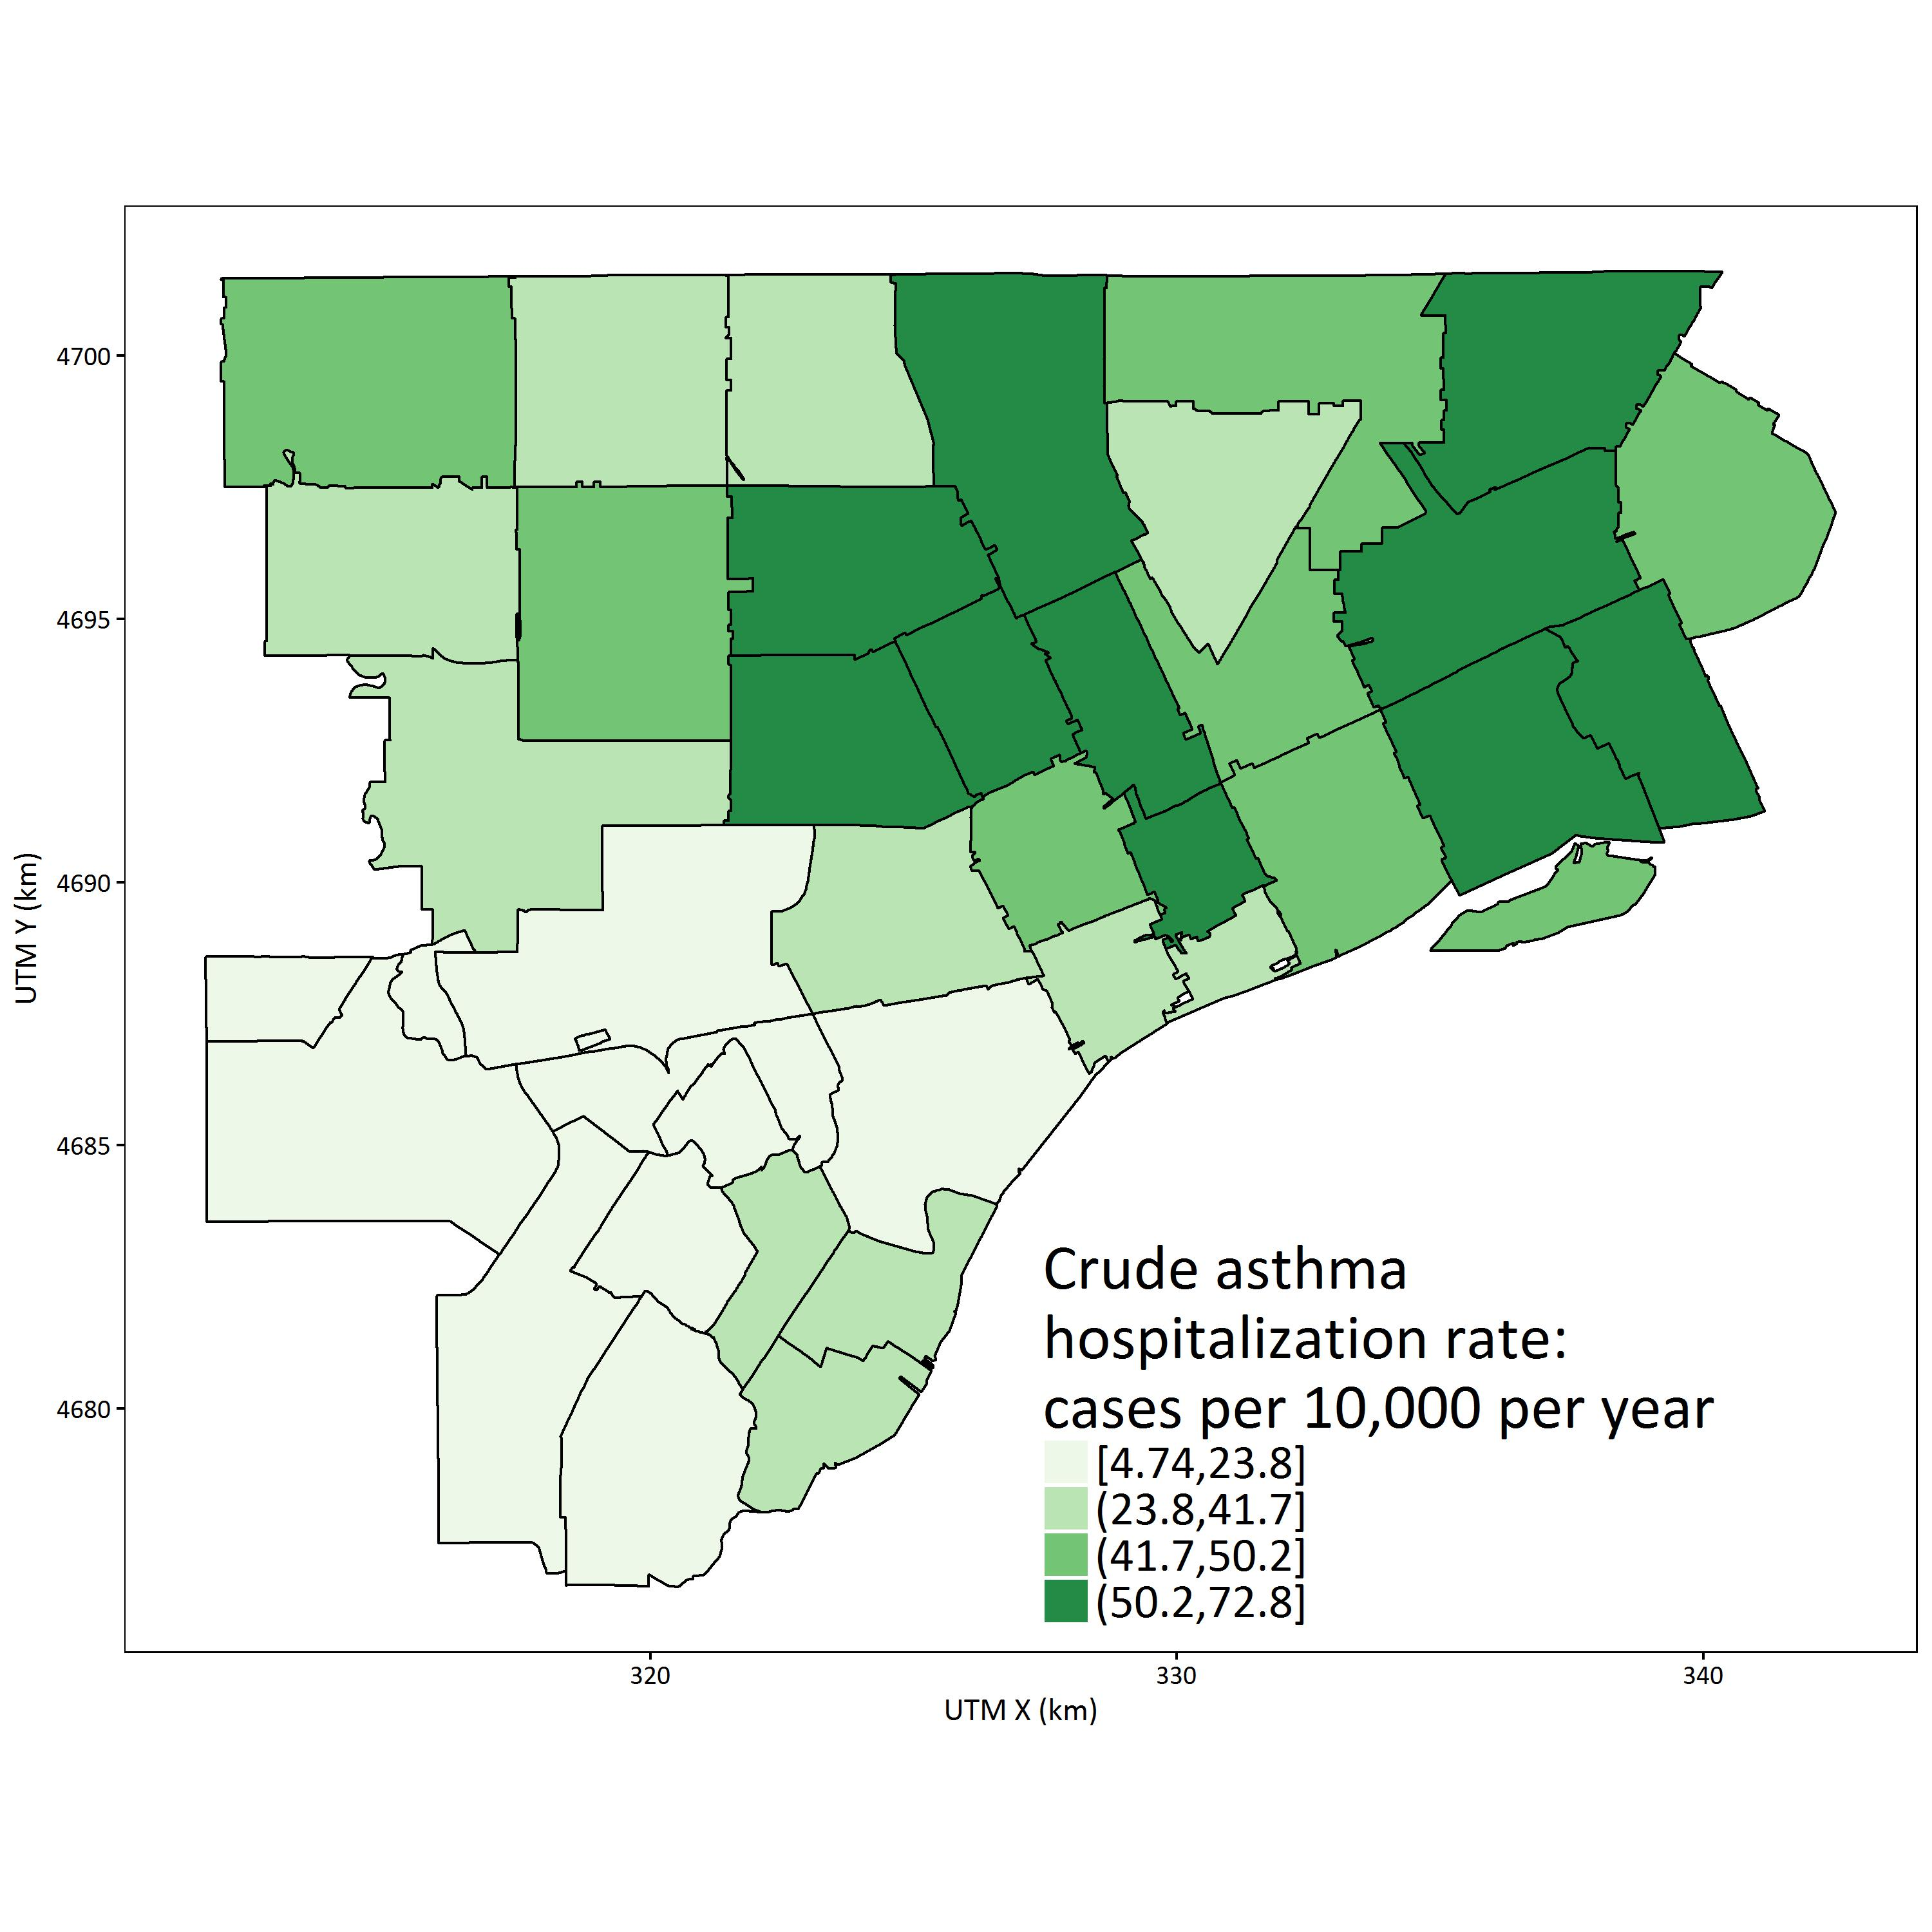 4700
4695
4690
4685
4680
UTM Y (km)
Crude asthma
hospitalization rate:
cases per 10,000 per year
[4.74,23.8]
(23.8,41.7]
(41.7,50.2]
(50.2,72.8]
320
330
340
UTM X (km)